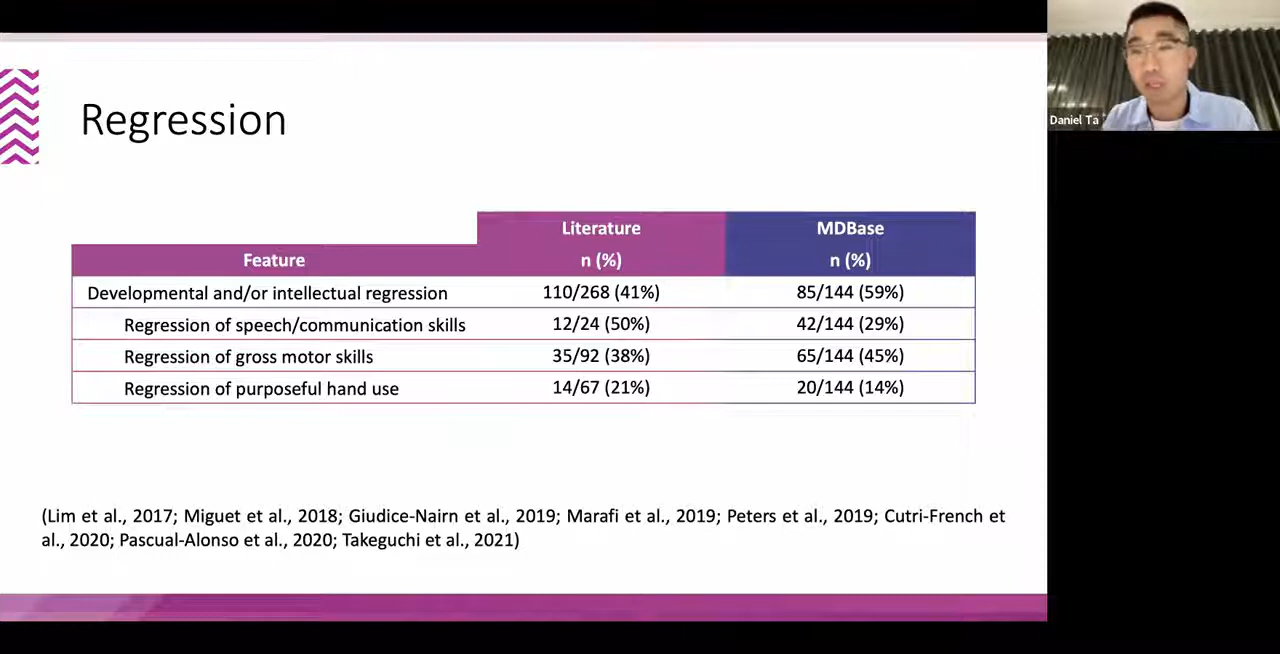 Regression
Literature MDBase
Feature n (%) n (%)
Developmental and/or intellectual regression 110/268 (41%) 85/144 (59%)
Regression of speech/communication skills 12/24 (50%) 42/144 (29%)
Regression of gross motor skills 35/92 (38%) 65/144 (45%)
Regression of purposeful hand use 14/67 (21%) 20/144 (14%)
(Lim et al., 2017; Miguet et al., 2018; Giudice-Nairn et al., 2019; Marafi et al., 2019; Peters et al., 2019; Cutri-French et
al., 2020; Pascual-Alonso et al., 2020; Takeguchi et al., 2021)
Daniel Ta